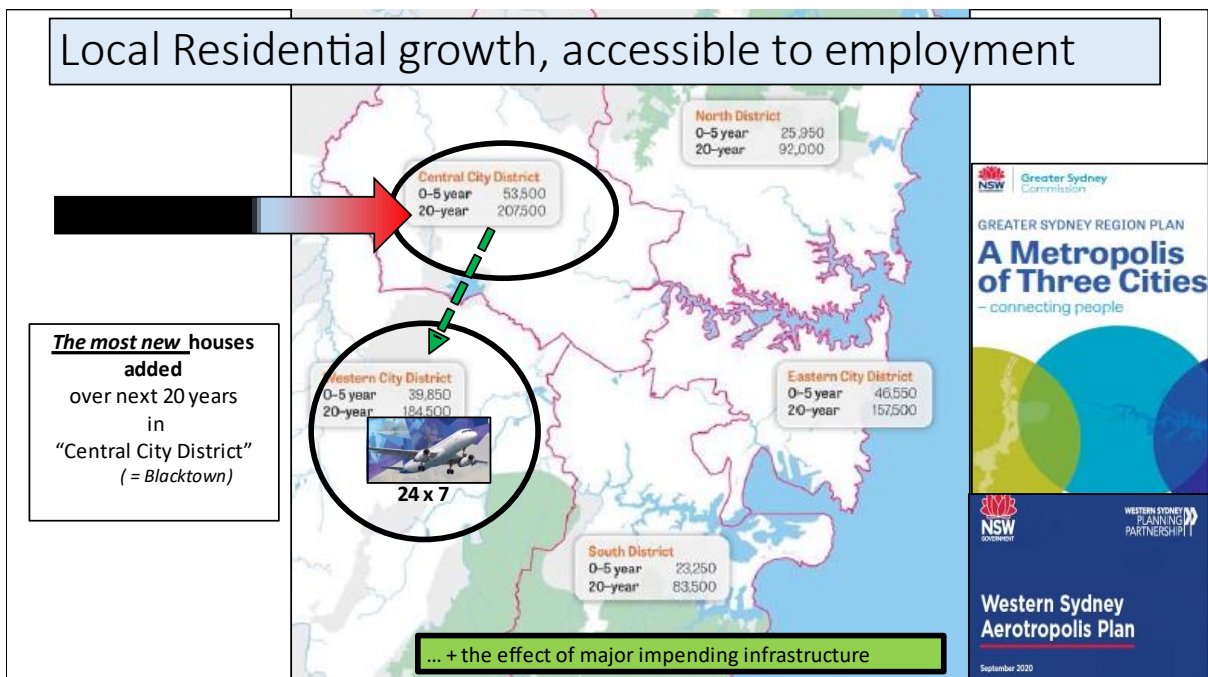 Local Residential growth, accessible to employment
North District
0–5 year 25,950
20–year 92,000
Central City District
0–5 year 53,500
20–year 207,500
The most new houses
added
over next 20 years
in
“Central City District”
( = Blacktown)
Western City District
0–5 year 39,850
20–year 184,500
24 x 7
Eastern City District
0–5 year 46,550
20–year 157,500
South District
0–5 year 23,250
20–year 83,500
... + the effect of major impending infrastructure
NSW
GOVERNMENT
Greater Sydney
Commission
GREATER SYDNEY REGION PLAN
A Metropolis
of Three Cities
– connecting people
NSW
GOVERNMENT
WESTERN SYDNEY
PLANNING
PARTNERSHIP
Western Sydney
Aerotropolis Plan
September 2020